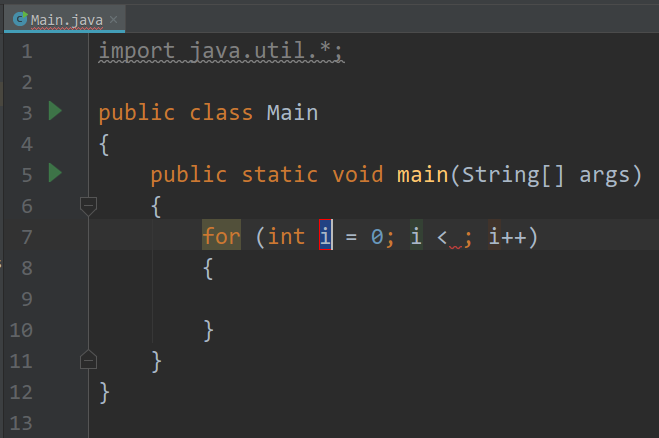 Main.java
1 import java.util.*;
2
3 public class Main
4 {
5 public static void main(String[] args)
6 {
7 for (int i = 0; i < ; i++)
8 {
9
10 }
11 }
12 }
13